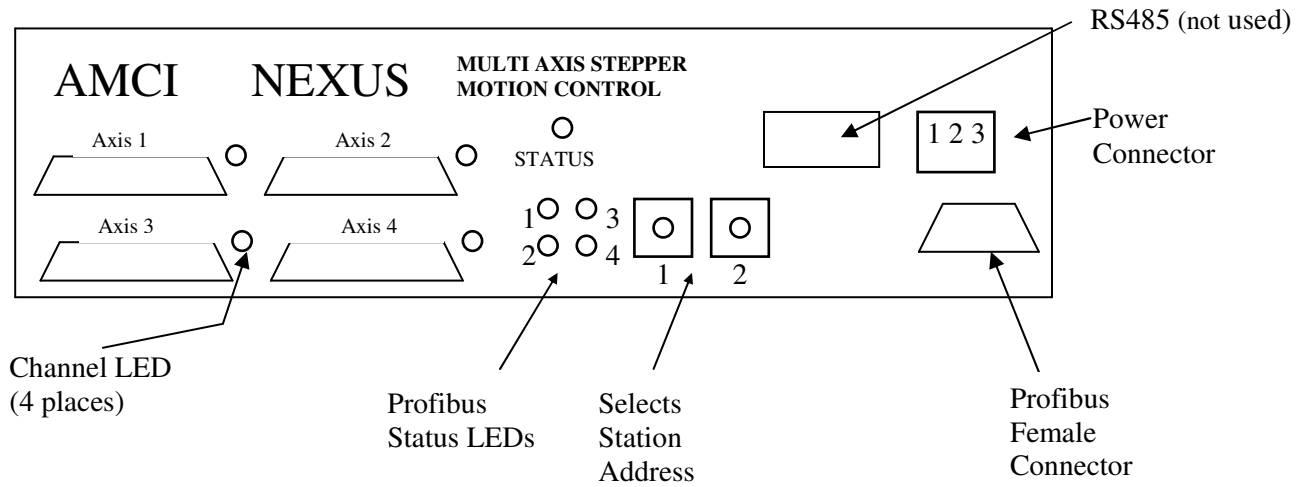 RS485 (not used)
AMCI NEXUS
MULTI AXIS STEPPER
MOTION CONTROL
Axis 1
Axis 2
STATUS
1 2 3
Power
Connector
Axis 3
Axis 4
1 3
2 4
1 2
Channel LED
(4 places)
Profibus
Status LEDs
Selects
Station
Address
Profibus
Female
Connector